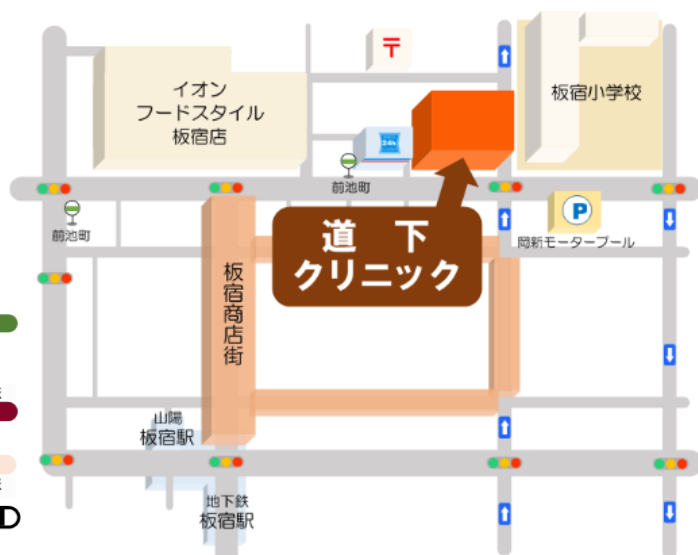 〒
イオン
フードスタイル
板宿店
板宿小学校
24h
前池町
前池町
P
岡新モータープール
道下
クリニック
板宿商店街
山陽
板宿駅
地下鉄
板宿駅
D